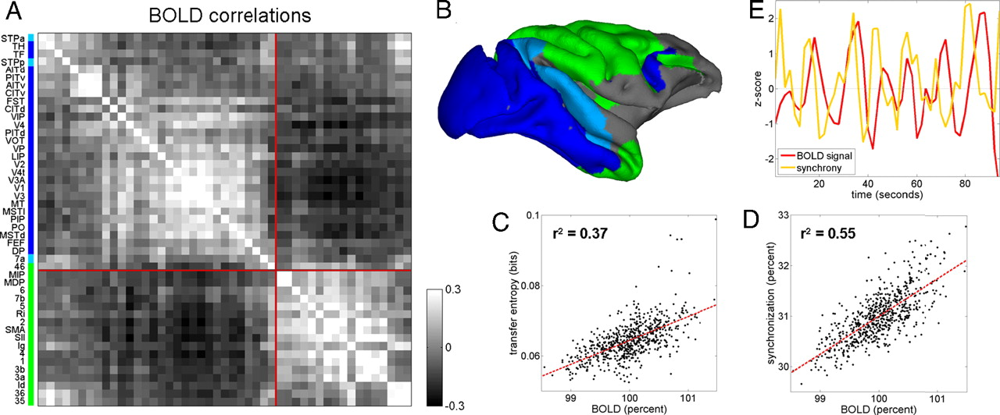 A
BOLD correlations
STPa
TH
TF
STPp
AITd
PITv
AITv
CITv
FST
CITd
VIP
V4
PITd
VOT
VP
LIP
V2
V4t
V3A
V1
V3
MT
MSTl
PIP
PO
MSTd
FEF
DP
7a
46
MIP
MDP
6
7b
5
RI
2
SMA
SII
Ig
4
1
3b
3a
Id
36
35
0.3
0
-0.3
B
C
r² = 0.37
0.1
0.08
0.06
transfer entropy (bits)
99
100
101
BOLD (percent)
D
r² = 0.55
33
32
31
30
synchronization (percent)
99
100
101
BOLD (percent)
E
2
1
0
-1
-2
z-score
BOLD signal
synchrony
20
40
60
80
time (seconds)